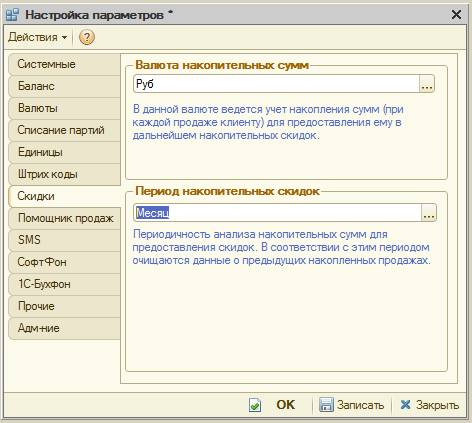 Настройка параметров *
Действия
?
Системные
Баланс
Валюты
Списание партий
Единицы
Штрих коды
Скидки
Помощник продаж
SMS
СофтФон
1С-Бухфон
Прочие
Адм-ние
Валюта накопительных сумм
Руб ...
В данной валюте ведется учет накопления сумм (при
каждой продаже клиенту) для предоставления ему в
дальнейшем накопительных скидок.
Период накопительных скидок
Месяц ...
Периодичность анализа накопительных сумм для
предоставления скидок. В соответствии с этим периодом
очищаются данные о предыдущих накопленных продажах.
OK Записать Закрыть